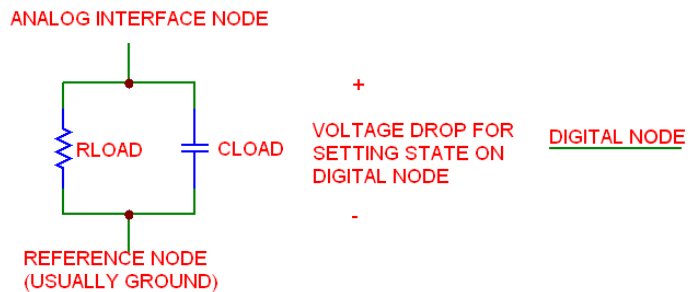 ANALOG INTERFACE NODE
+
RLOAD
CLOAD
VOLTAGE DROP FOR
SETTING STATE ON
DIGITAL NODE
DIGITAL NODE
-
REFERENCE NODE
(USUALLY GROUND)